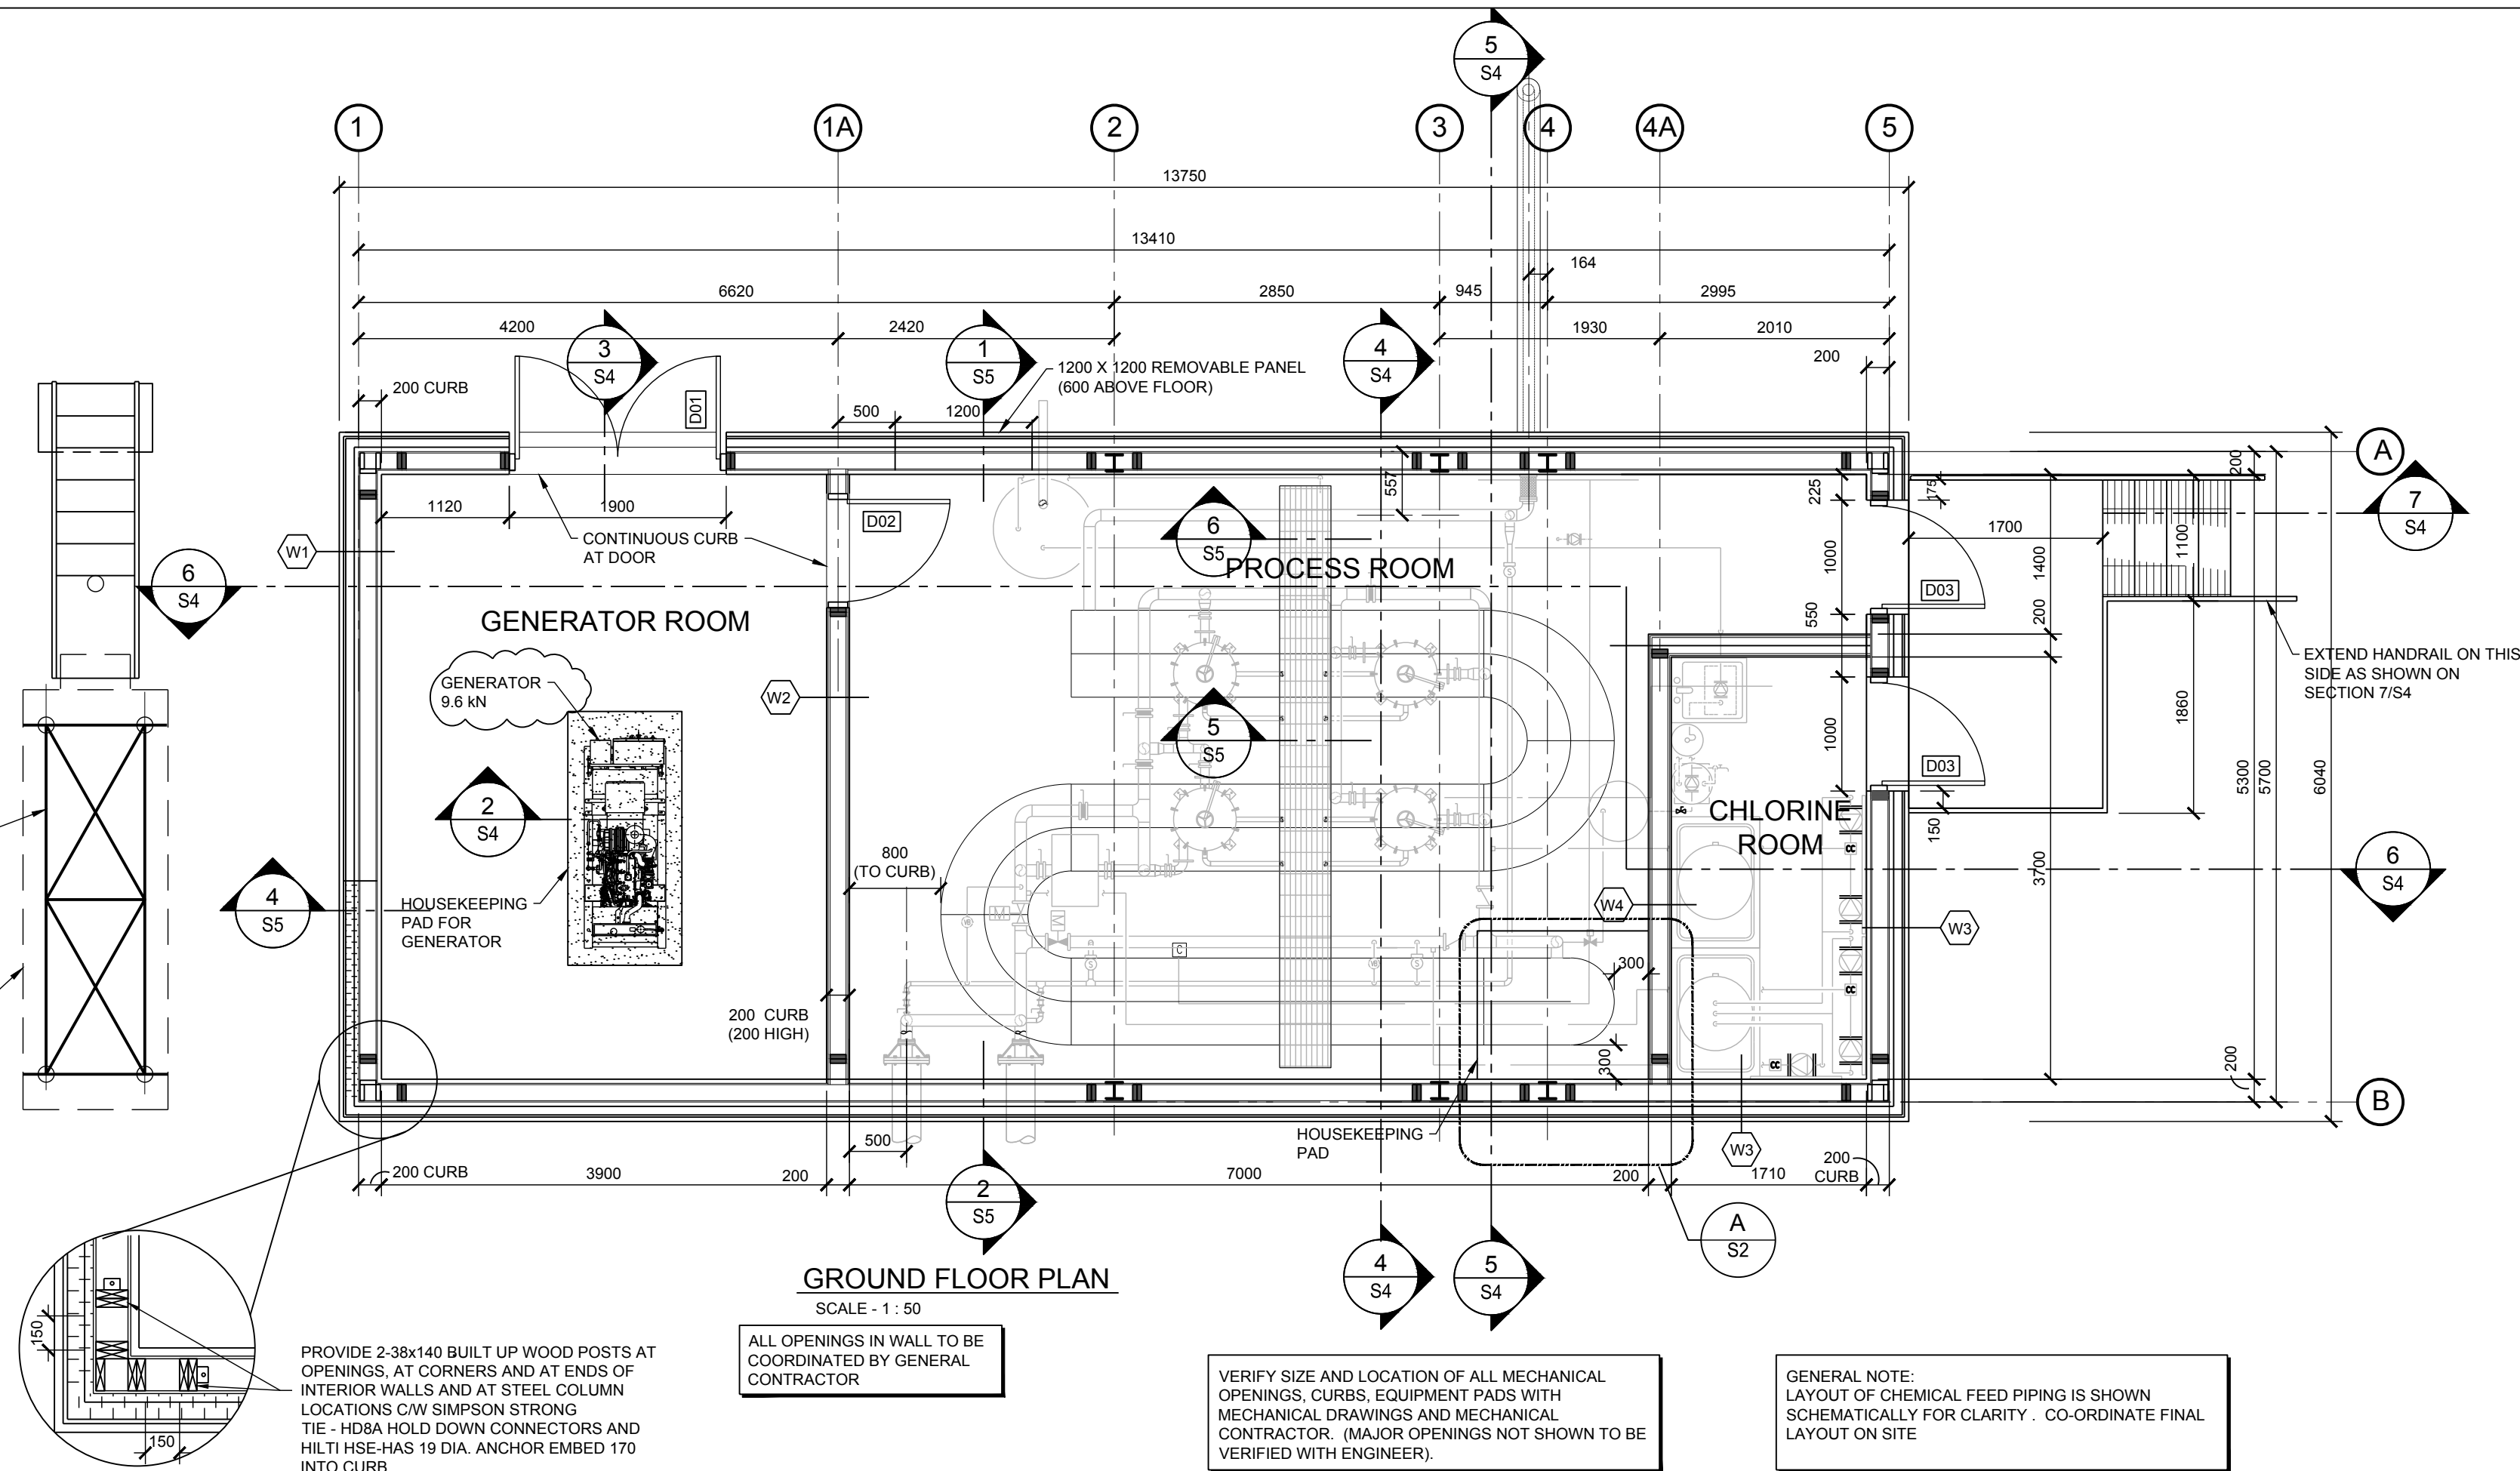 5
S4
1
1A
2
3
4
4A
5
13750
13410
164
6620
2850
945
2995
4200
2420
1930
2010
3
S4
1
S5
4
S4
200
200 CURB
D01
500
1200
1200 X 1200 REMOVABLE PANEL
(600 ABOVE FLOOR)
A
200
7
S4
557
225
175
1120
1900
D02
CONTINUOUS CURB
AT DOOR
W1
6
S5
1700
1100
1000
1400
6
S4
PROCESS ROOM
D03
GENERATOR ROOM
550
200
EXTEND HANDRAIL ON THIS
SIDE AS SHOWN ON
SECTION 7/S4
GENERATOR
9.6 kN
W2
5
S5
1860
1000
D03
5300
5700
6040
2
S4
CHLORINE
ROOM
150
800
(TO CURB)
3700
6
S4
4
S5
HOUSEKEEPING
PAD FOR
GENERATOR
W4
W3
M
M
VB
C
VB
S
S
S
300
200 CURB
(200 HIGH)
300
200
B
500
HOUSEKEEPING
PAD
W3
200 CURB
3900
200
7000
200
1710
200
CURB
2
S5
A
S2
4
S4
5
S4
GROUND FLOOR PLAN
SCALE - 1 : 50
150
150
PROVIDE 2-38x140 BUILT UP WOOD POSTS AT
OPENINGS, AT CORNERS AND AT ENDS OF
INTERIOR WALLS AND AT STEEL COLUMN
LOCATIONS C/W SIMPSON STRONG
TIE - HD8A HOLD DOWN CONNECTORS AND
HILTI HSE-HAS 19 DIA. ANCHOR EMBED 170
INTO CURB
ALL OPENINGS IN WALL TO BE
COORDINATED BY GENERAL
CONTRACTOR
VERIFY SIZE AND LOCATION OF ALL MECHANICAL
OPENINGS, CURBS, EQUIPMENT PADS WITH
MECHANICAL DRAWINGS AND MECHANICAL
CONTRACTOR. (MAJOR OPENINGS NOT SHOWN TO BE
VERIFIED WITH ENGINEER).
GENERAL NOTE:
LAYOUT OF CHEMICAL FEED PIPING IS SHOWN
SCHEMATICALLY FOR CLARITY . CO-ORDINATE FINAL
LAYOUT ON SITE